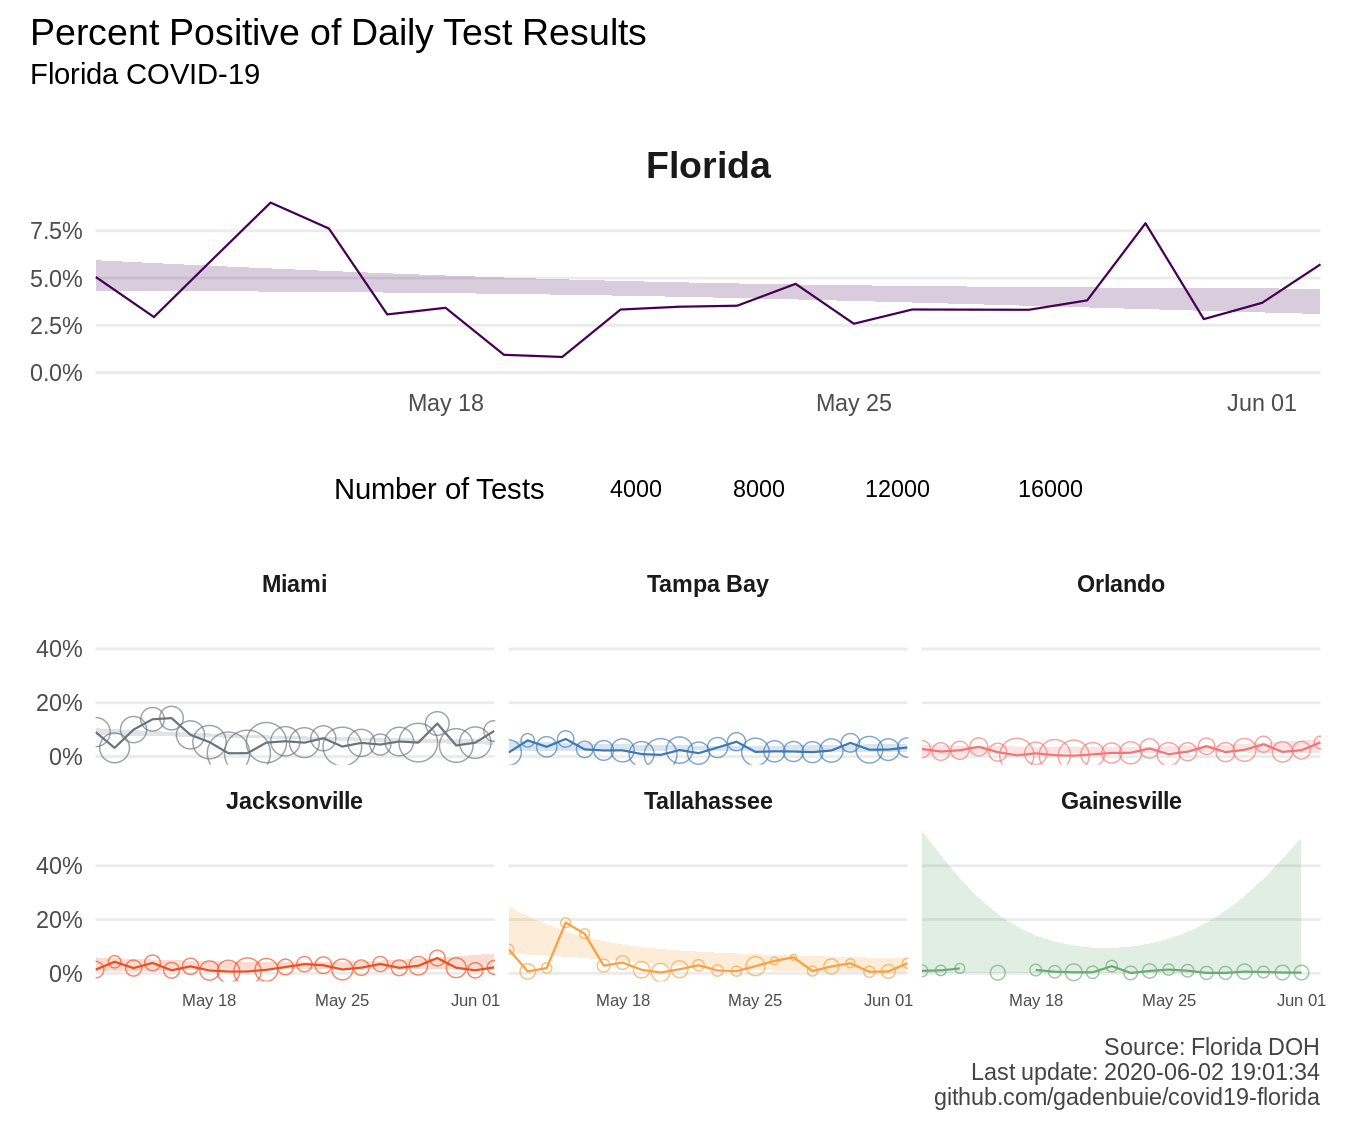 Percent Positive of Daily Test Results
Florida COVID-19
Florida
7.5%
5.0%
2.5%
0.0%
May 18 May 25 Jun 01
Number of Tests 4000 8000 12000 16000
Miami Tampa Bay Orlando
40%
20%
0%
Jacksonville Tallahassee Gainesville
40%
20%
0%
May 18 May 25 Jun 01 May 18 May 25 Jun 01 May 18 May 25 Jun 01
Source: Florida DOH
Last update: 2020-06-02 19:01:34
github.com/gadenbuie/covid19-florida